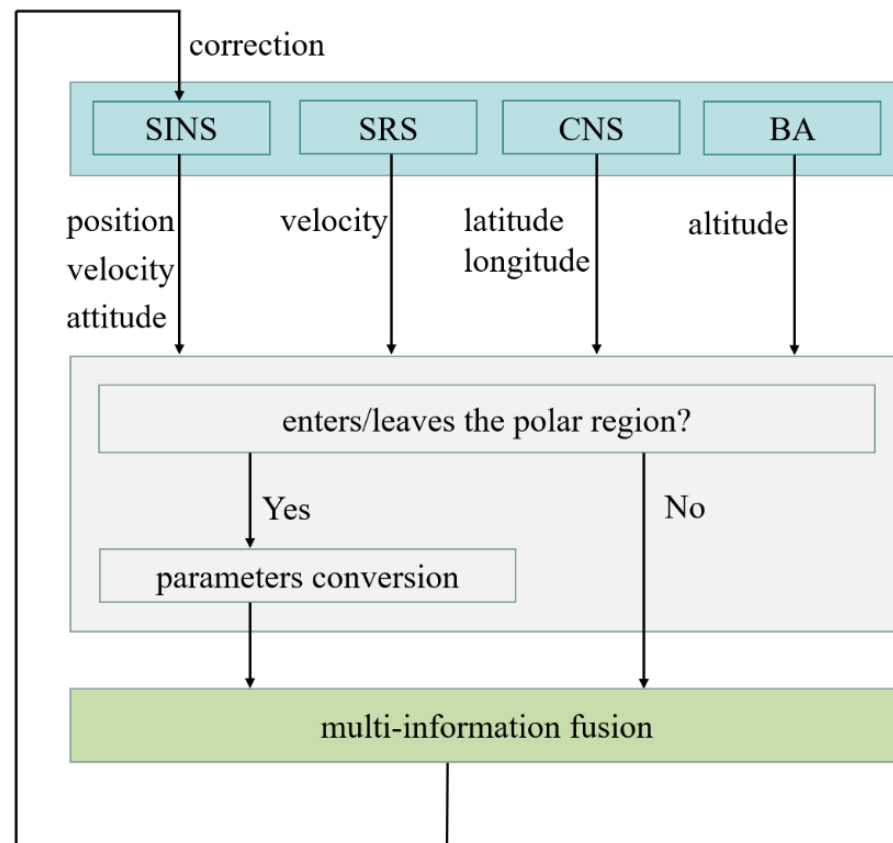 correction
SINS
SRS
CNS
BA
position
velocity
attitude
velocity
latitude
longitude
altitude
enters/leaves the polar region?
Yes
No
parameters conversion
multi-information fusion